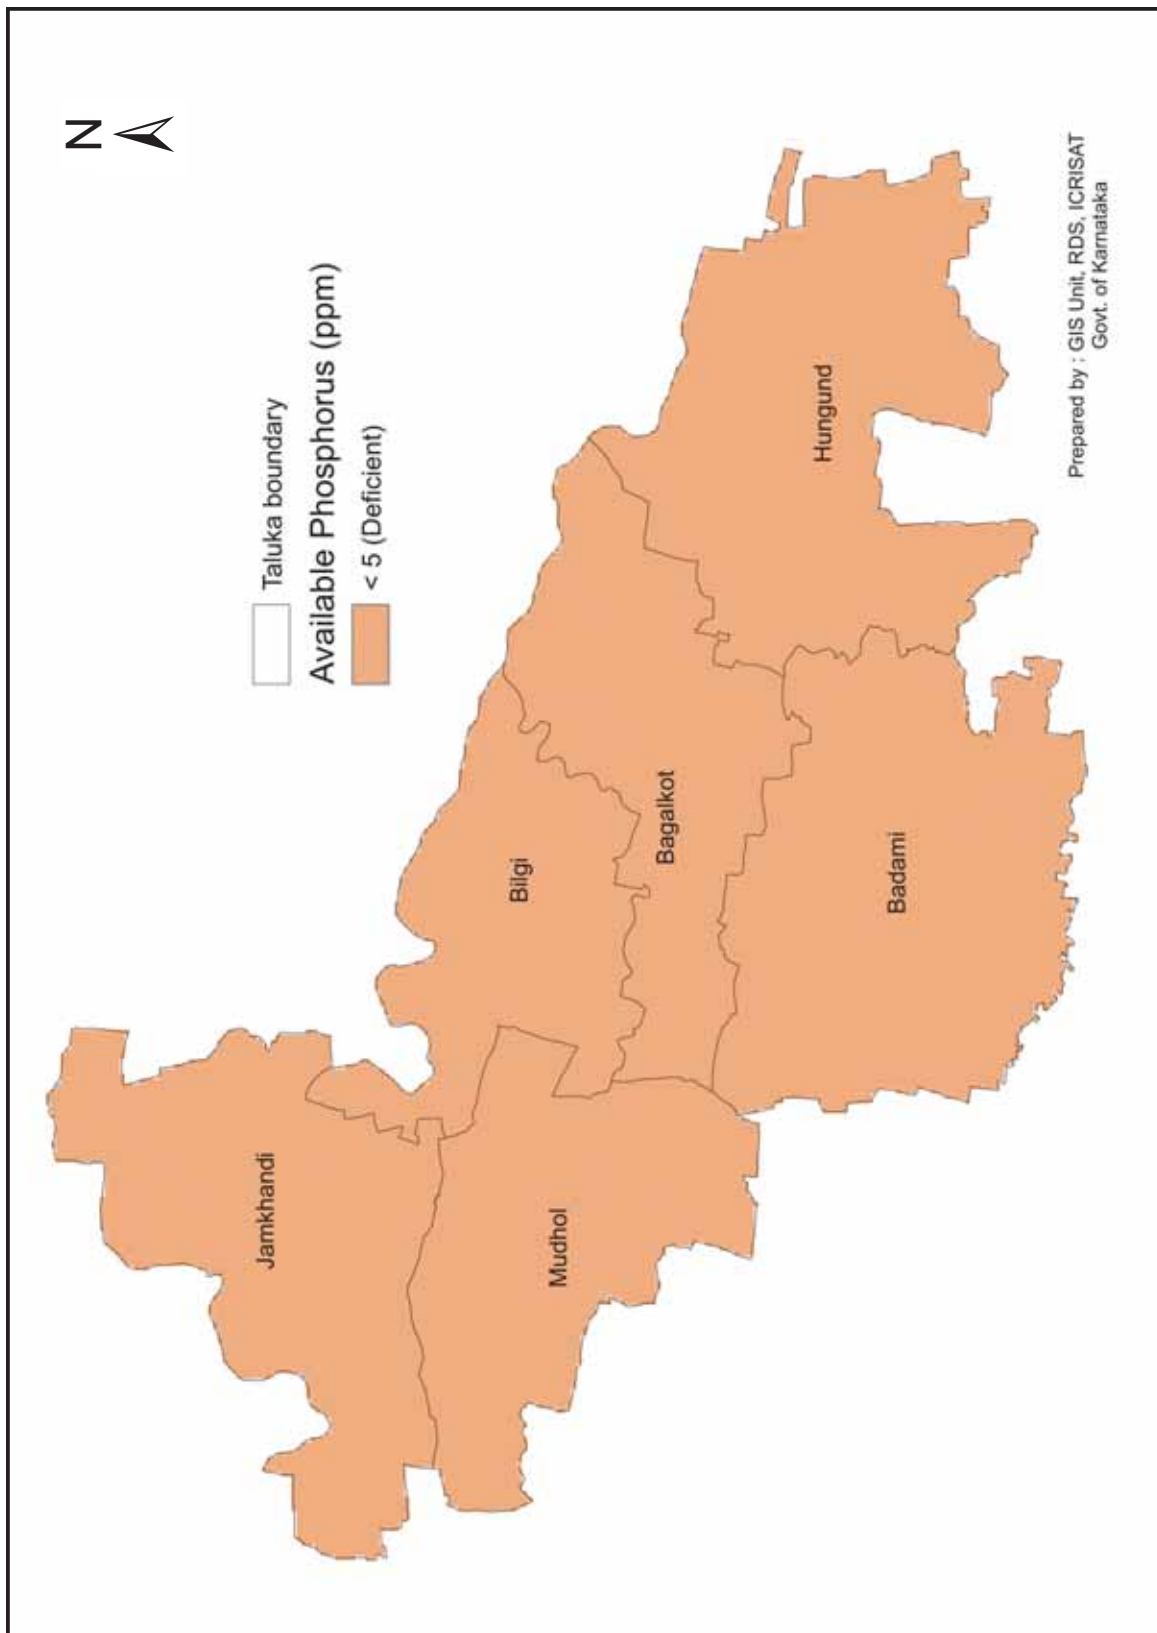 N
Taluka boundary
Available Phosphorus (ppm)
< 5 (Deficient)
Jamkhandi
Bilgi
Mudhol
Bagalkot
Hungund
Badami
Prepared by : GIS Unit, RDS, ICRISAT
Govt. of Karnataka